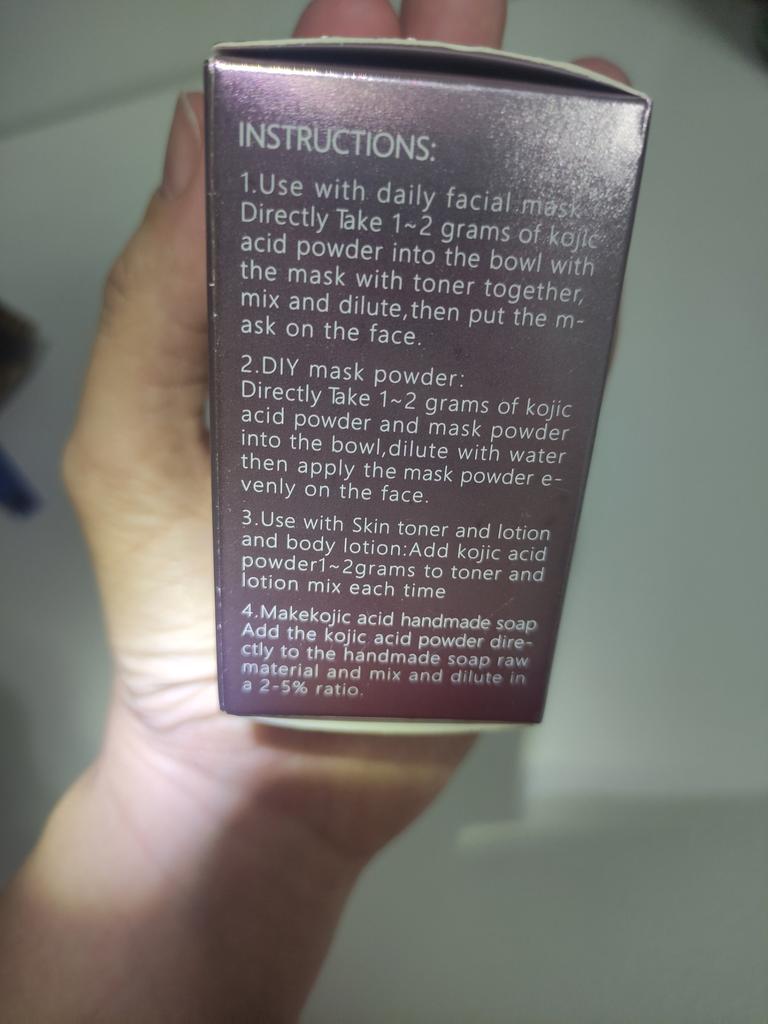 INSTRUCTIONS:
1.Use with daily facial mask
Directly Take 1~2 grams of kojic
acid powder into the bowl with
the mask with toner together,
mix and dilute,then put the m-
ask on the face.
2.DIY mask powder:
Directly Take 1~2 grams of kojic
acid powder and mask powder
into the bowl,dilute with water
then apply the mask powder e-
venly on the face.
3.Use with Skin toner and lotion
and body lotion:Add kojic acid
powder1~2grams to toner and
lotion mix each time
4.Makekojic acid handmade soap
Add the kojic acid powder dire-
ctly to the handmade soap raw
material and mix and dilute in
a 2-5% ratio.